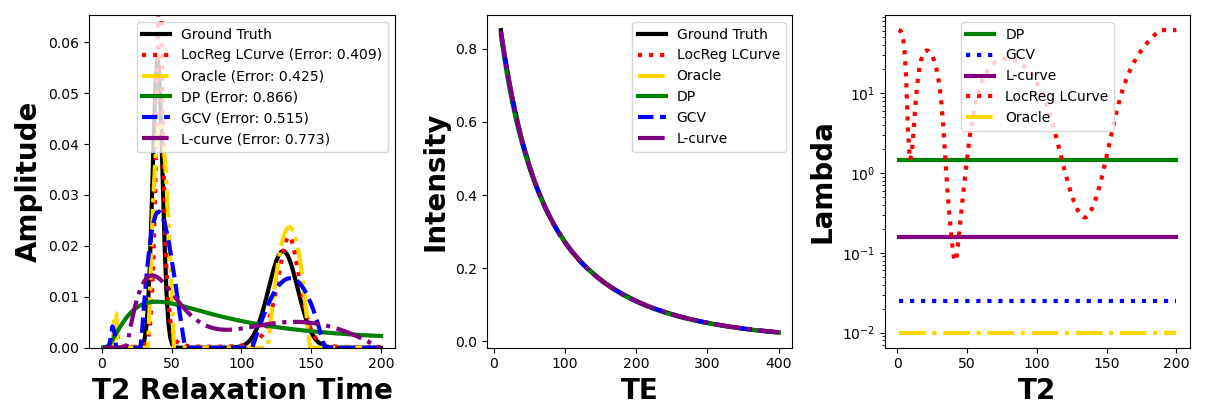 Amplitude
0.06
0.05
0.04
0.03
0.02
0.01
0.00
0
50
100
150
200
T2 Relaxation Time
Ground Truth
LocReg LCurve (Error: 0.409)
Oracle (Error: 0.425)
DP (Error: 0.866)
GCV (Error: 0.515)
L-curve (Error: 0.773)
Intensity
0.8
0.6
0.4
0.2
0.0
0
100
200
300
400
TE
Ground Truth
LocReg LCurve
Oracle
DP
GCV
L-curve
Lambda
10¹
10⁰
10⁻¹
10⁻²
0
50
100
150
200
T2
DP
GCV
L-curve
LocReg LCurve
Oracle